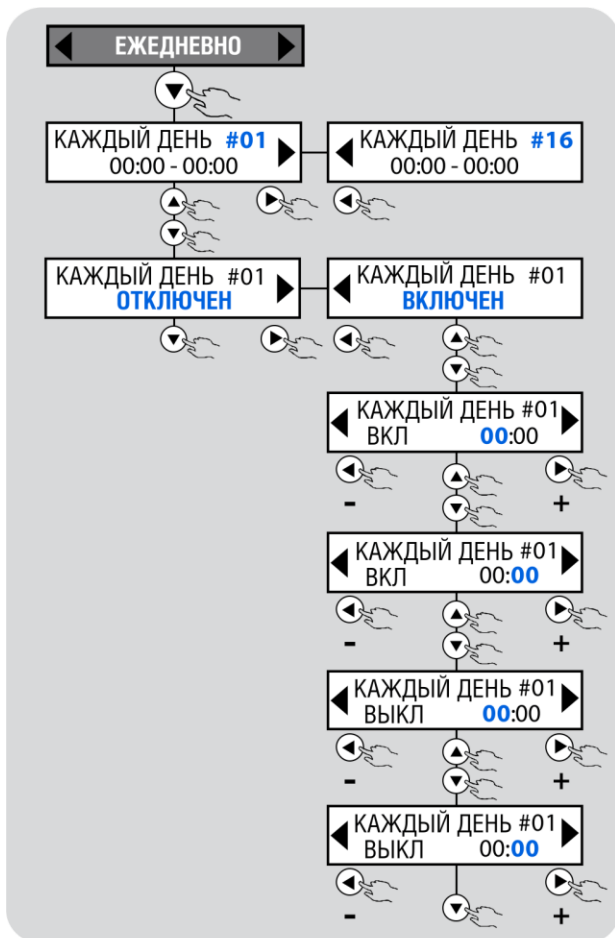 ЕЖЕДНЕВНО
КАЖДЫЙ ДЕНЬ #01
00:00 - 00:00
КАЖДЫЙ ДЕНЬ #16
00:00 - 00:00
КАЖДЫЙ ДЕНЬ #01
ОТКЛЮЧЕН
КАЖДЫЙ ДЕНЬ #01
ВКЛЮЧЕН
КАЖДЫЙ ДЕНЬ #01
ВКЛ 00:00
- +
КАЖДЫЙ ДЕНЬ #01
ВКЛ 00:00
- +
КАЖДЫЙ ДЕНЬ #01
ВЫКЛ 00:00
- +
КАЖДЫЙ ДЕНЬ #01
ВЫКЛ 00:00
- +